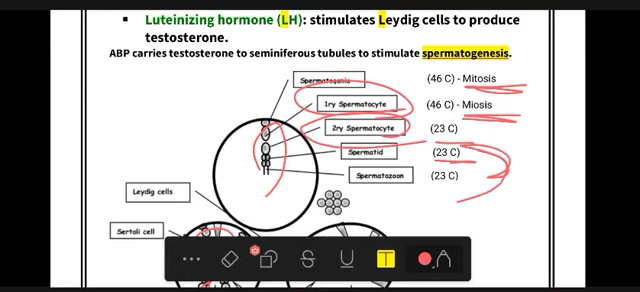 ▪ Luteinizing hormone (LH): stimulates Leydig cells to produce
testosterone.
ABP carries testosterone to seminiferous tubules to stimulate spermatogenesis.
Spermatogonia (46 C) - Mitosis
1ry Spermatocyte (46 C) - Miosis
2ry Spermatocyte (23 C)
Spermatid (23 C)
Spermatozoon (23 C)
Leydig cells
Sertoli cell
T